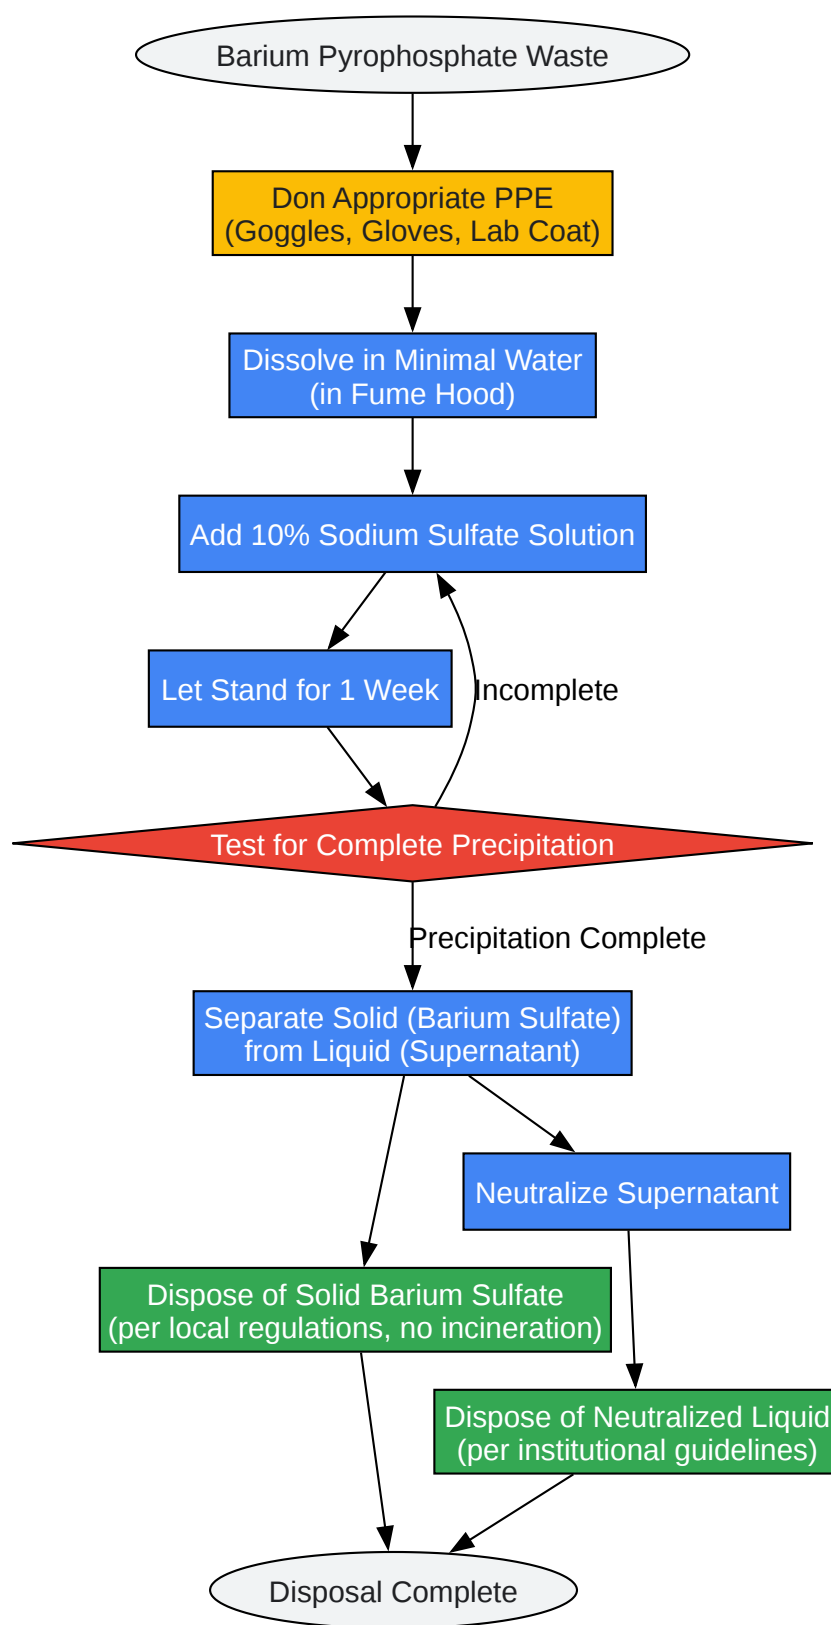 Barium Pyrophosphate Waste
Don Appropriate PPE
(Goggles, Gloves, Lab Coat)
Dissolve in Minimal Water
(in Fume Hood)
Add 10% Sodium Sulfate Solution
Let Stand for 1 Week
Incomplete
Test for Complete Precipitation
Precipitation Complete
Separate Solid (Barium Sulfate)
from Liquid (Supernatant)
Neutralize Supernatant
Dispose of Solid Barium Sulfate
(per local regulations, no incineration)
Dispose of Neutralized Liquid
(per institutional guidelines)
Disposal Complete